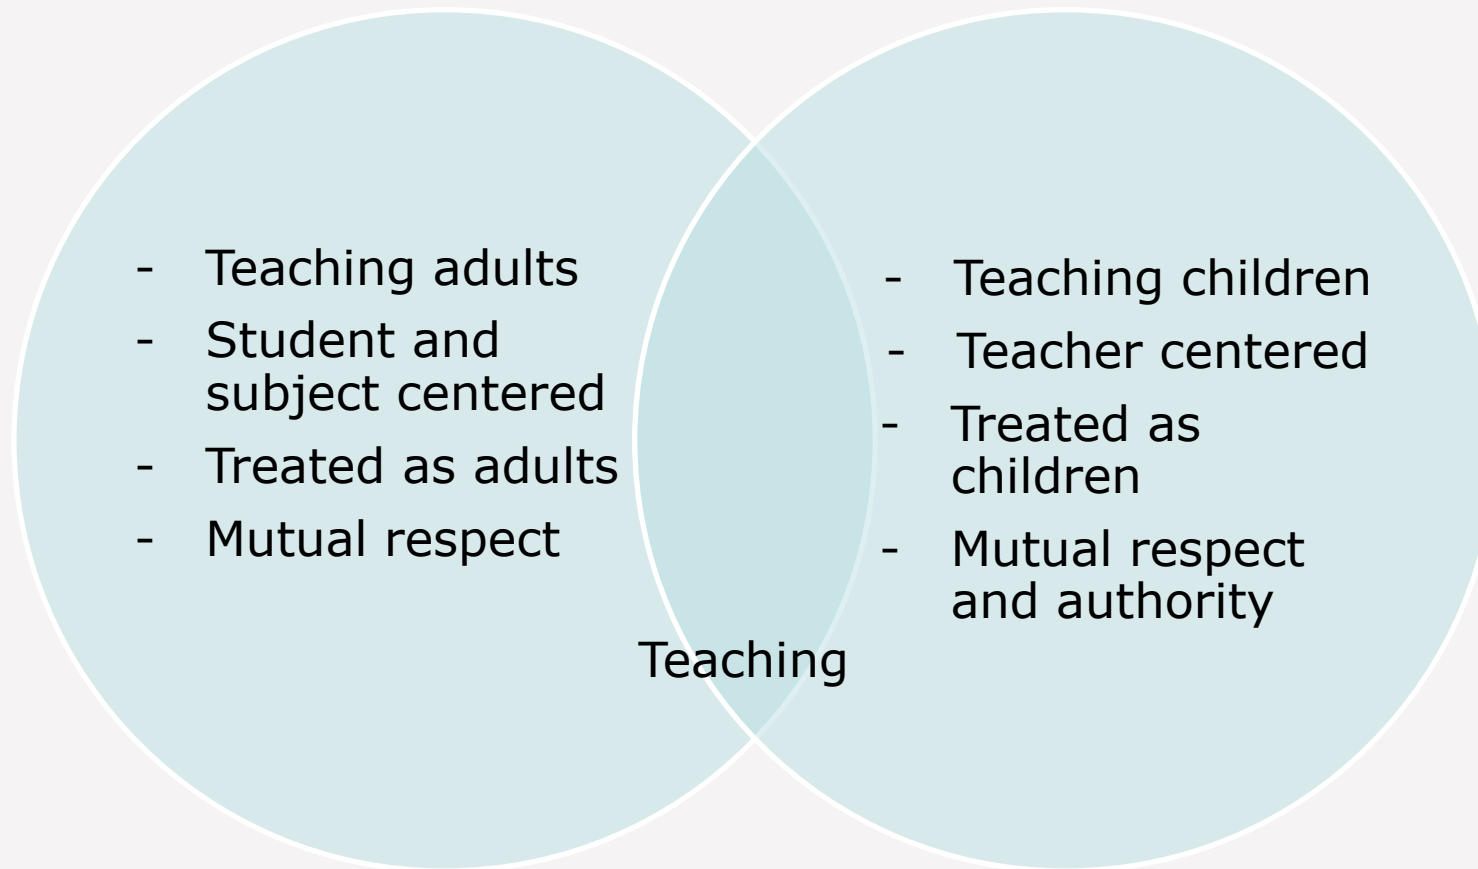 - Teaching adults
- Student and
subject centered
- Treated as adults
- Mutual respect
- Teaching children
- Teacher centered
- Treated as
children
- Mutual respect
and authority
Teaching